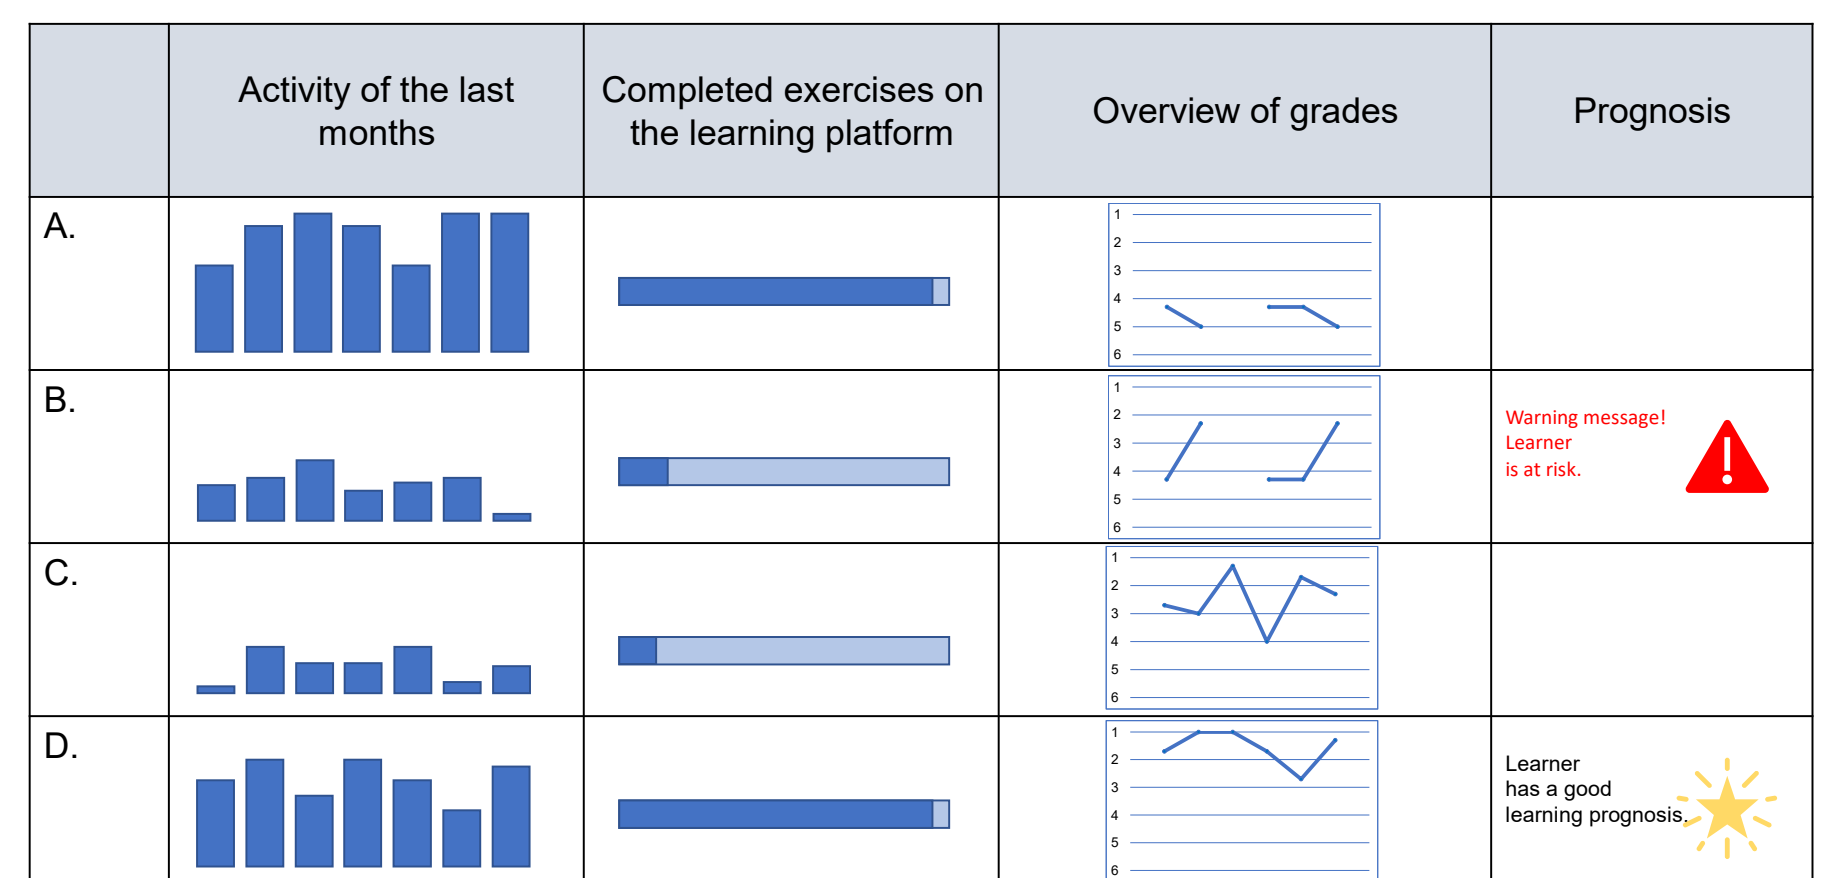 Activity of the last
months
Completed exercises on
the learning platform
Overview of grades
Prognosis
A.
1
2
3
4
5
6
B.
1
2
3
4
5
6
Warning message!
Learner
is at risk.
C.
1
2
3
4
5
6
D.
1
2
3
4
5
6
Learner
has a good
learning prognosis.